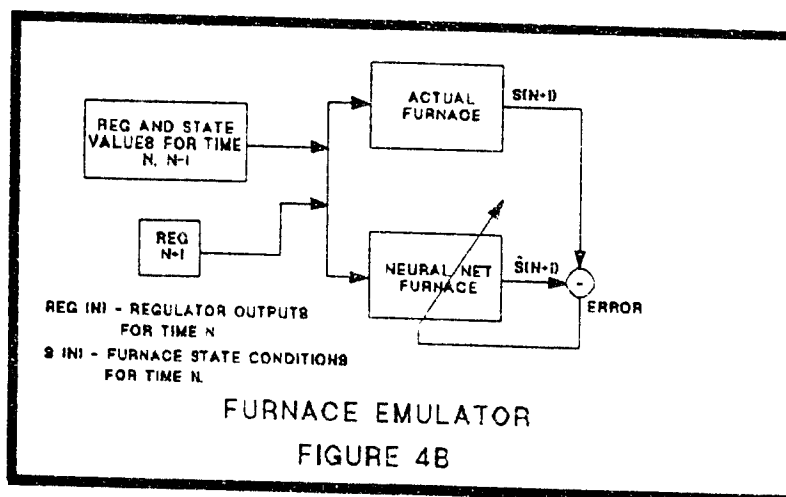 REG AND STATE
VALUES FOR TIME
N, N-1
REG
N+1
ACTUAL
FURNACE
S(N+1)
NEURAL NET
FURNACE
Ŝ(N+1)
-
ERROR
REG (N) - REGULATOR OUTPUTS
FOR TIME N
S (N) - FURNACE STATE CONDITIONS
FOR TIME N.
FURNACE EMULATOR
FIGURE 4B